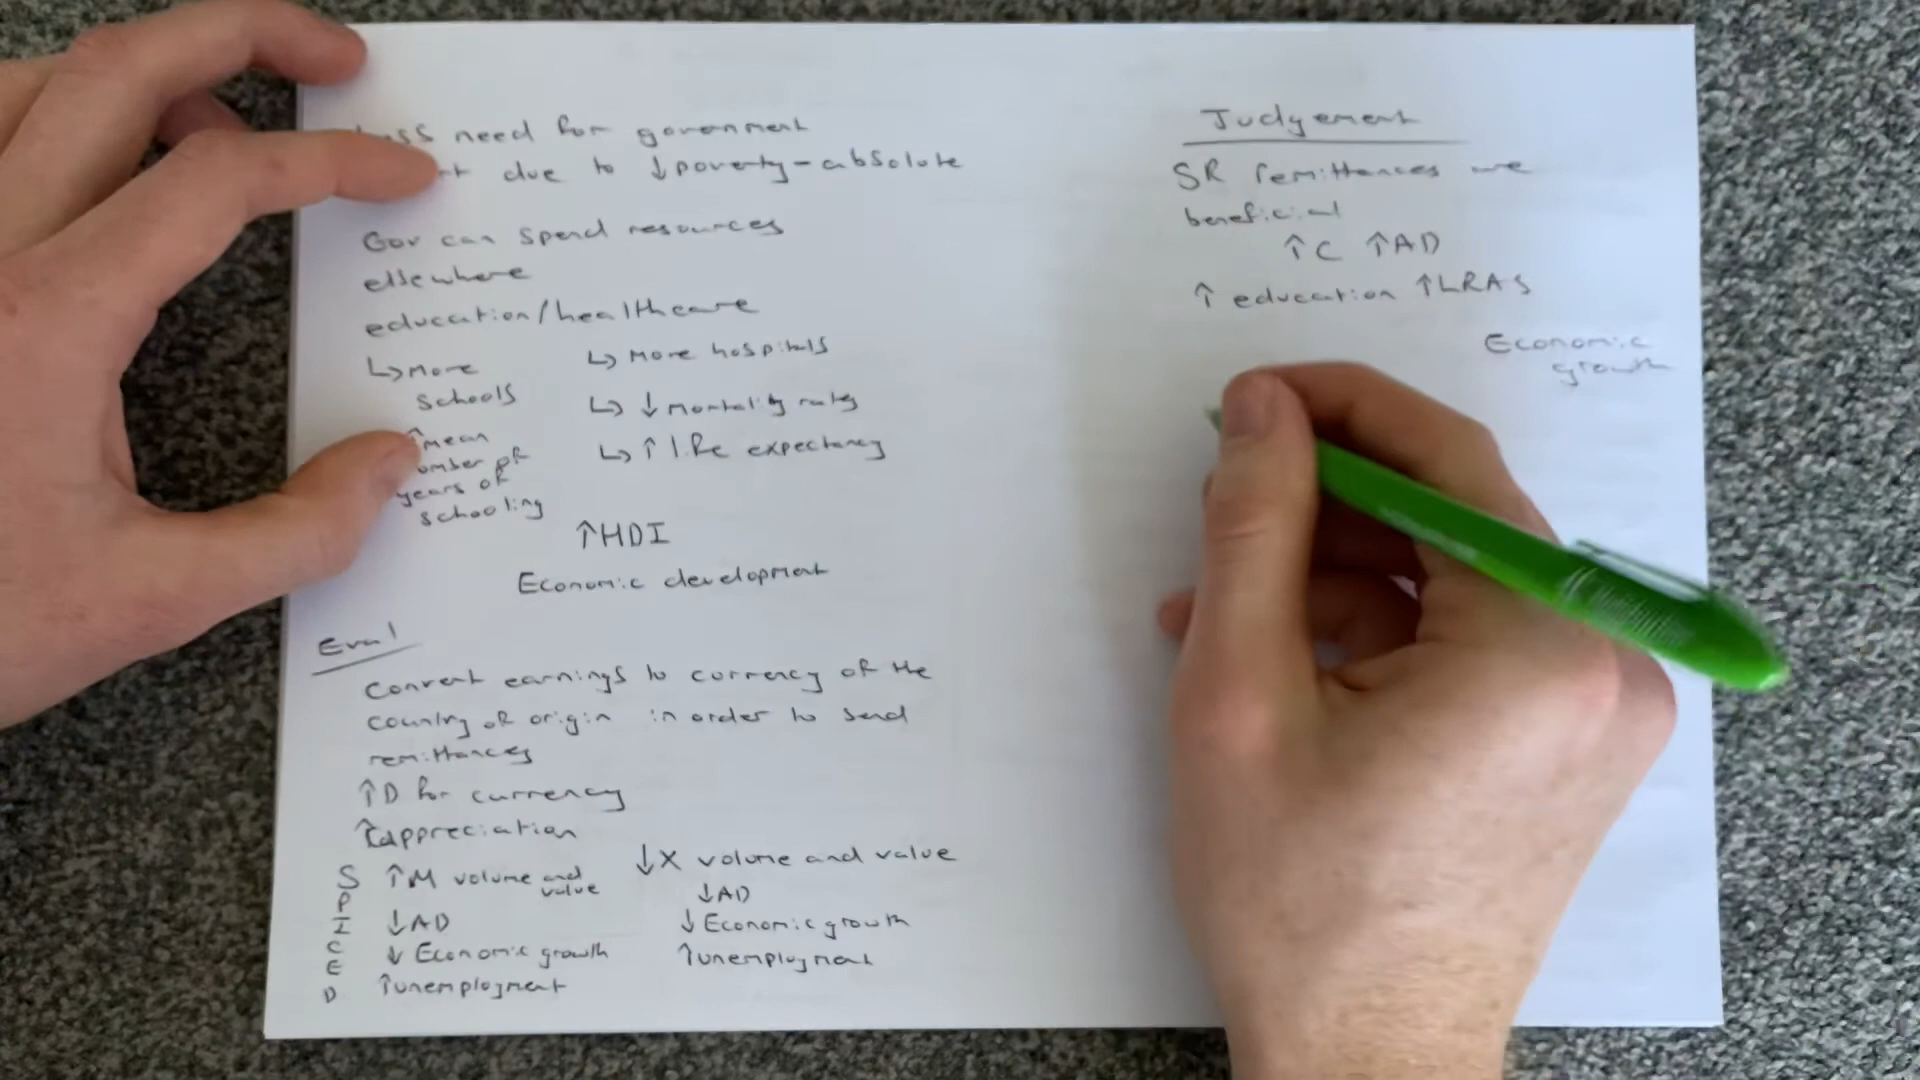 need for government
due to ↓poverty-absolute
Gov can spend resources
elsewhere
education/healthcare
↳ more
schools
↑mean
years of
schooling
↳ more hospitals
↳ ↓ mortality rates
↳ ↑ life expectancy
↑HDI
Economic development
Eval
Convert earnings to currency of the
country of origin in order to send
remittances
↑D for currency
appreciation
SPICED
↑M volume and value
↓AD
↓ Economic growth
↑unemployment
↓X volume and value
↓AD
↓ Economic growth
↑unemployment
Judgement
SR remittances are
beneficial
↑C ↑AD
↑ education ↑LRAS
Economic
growth